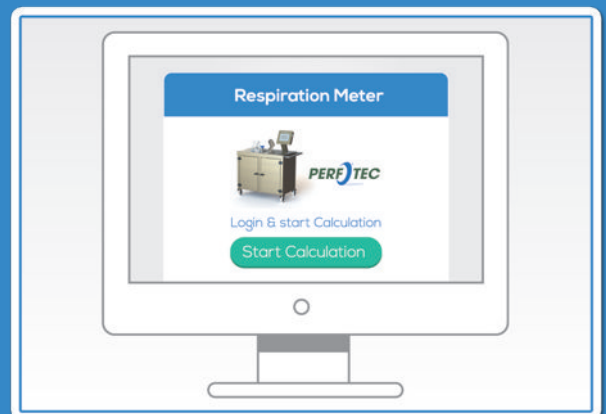 Respiration Meter
PERFOTEC
Login & start Calculation
Start Calculation